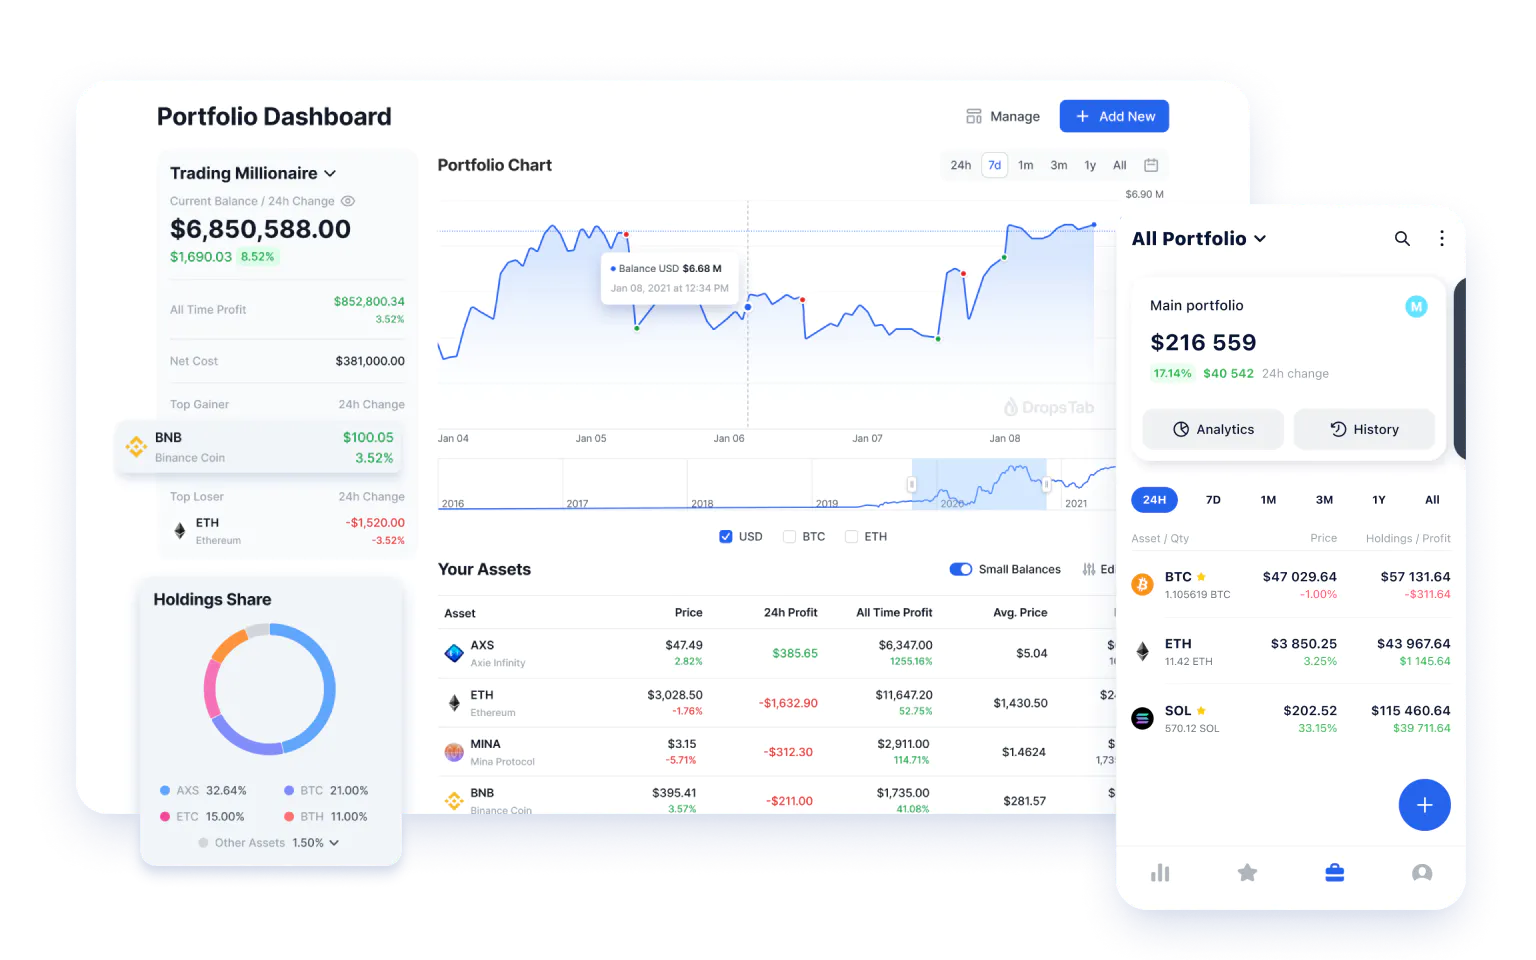 Portfolio Dashboard
Manage
Add New
Trading Millionaire
Current Balance / 24h Change
$6,850,588.00
$1,690.03 8.52%
All Time Profit $852,800.34
3.52%
Net Cost $381,000.00
Top Gainer 24h Change
BNB $100.05
Binance Coin 3.52%
Top Loser 24h Change
ETH -$1,520.00
Ethereum -3.52%
Holdings Share
AXS 32.64% BTC 21.00%
ETC 15.00% BTH 11.00%
Other Assets 1.50%
Portfolio Chart
24h 7d 1m 3m 1y All
$6.90 M
Balance USD $6.68 M
Jan 08, 2021 at 12:34 PM
DropsTab
Jan 04 Jan 05 Jan 06 Jan 07 Jan 08
2016 2017 2018 2019 2020 2021
USD BTC ETH
Your Assets
Small Balances
Asset Price 24h Profit All Time Profit Avg. Price
AXS $47.49 $385.65 $6,347.00 $5.04
Axie Infinity 2.82% 1255.16%
ETH $3,028.50 -$1,632.90 $11,647.20 $1,430.50
Ethereum -1.76% 52.75%
MINA $3.15 -$312.30 $2,911.00 $1.4624
Mina Protocol -5.71% 114.71%
BNB $395.41 -$211.00 $1,735.00 $281.57
Binance Coin 3.57% 41.08%
All Portfolio
Main portfolio M
$216 559
17.14% $40 542 24h change
Analytics History
24H 7D 1M 3M 1Y All
Asset / Qty Price Holdings / Profit
BTC $47 029.64 $57 131.64
1.105619 BTC -1.00% -$311.64
ETH $3 850.25 $43 967.64
11.42 ETH 3.25% $1 145.64
SOL $202.52 $115 460.64
570.12 SOL 33.15% $39 711.64